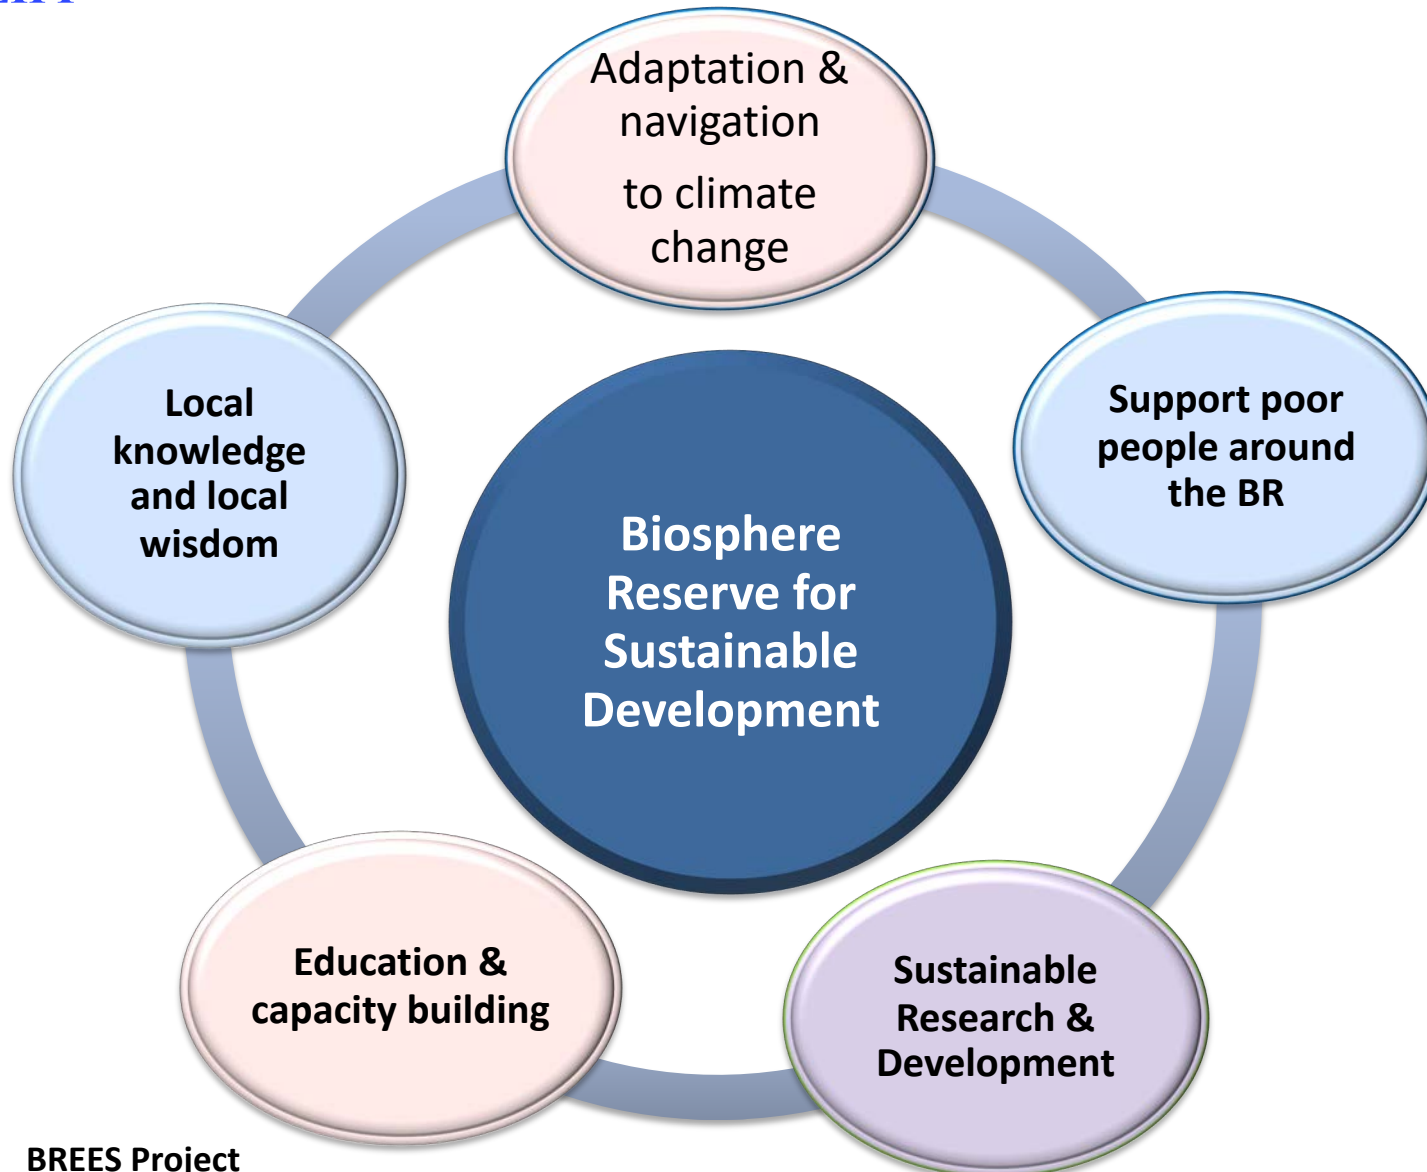 Adaptation &
navigation
to climate
change
Local
knowledge
and local
wisdom
Support poor
people around
the BR
Biosphere
Reserve for
Sustainable
Development
Education &
capacity building
Sustainable
Research &
Development
BREES Project